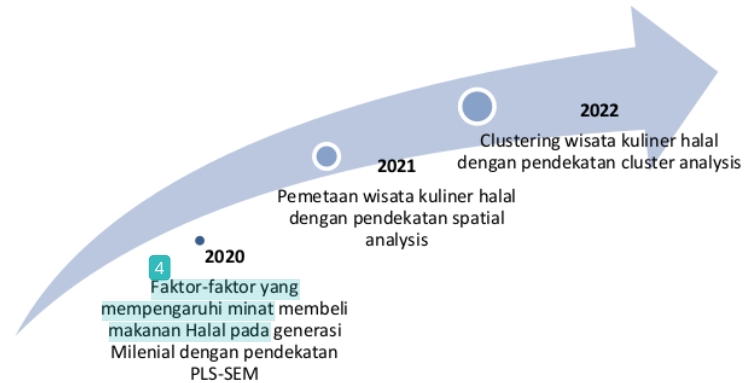 2022
Clustering wisata kuliner halal
dengan pendekatan cluster analysis
2021
Pemetaan wisata kuliner halal
dengan pendekatan spatial
analysis
2020
4
Faktor-faktor yang
mempengaruhi minat membeli
makanan Halal pada generasi
Milenial dengan pendekatan
PLS-SEM